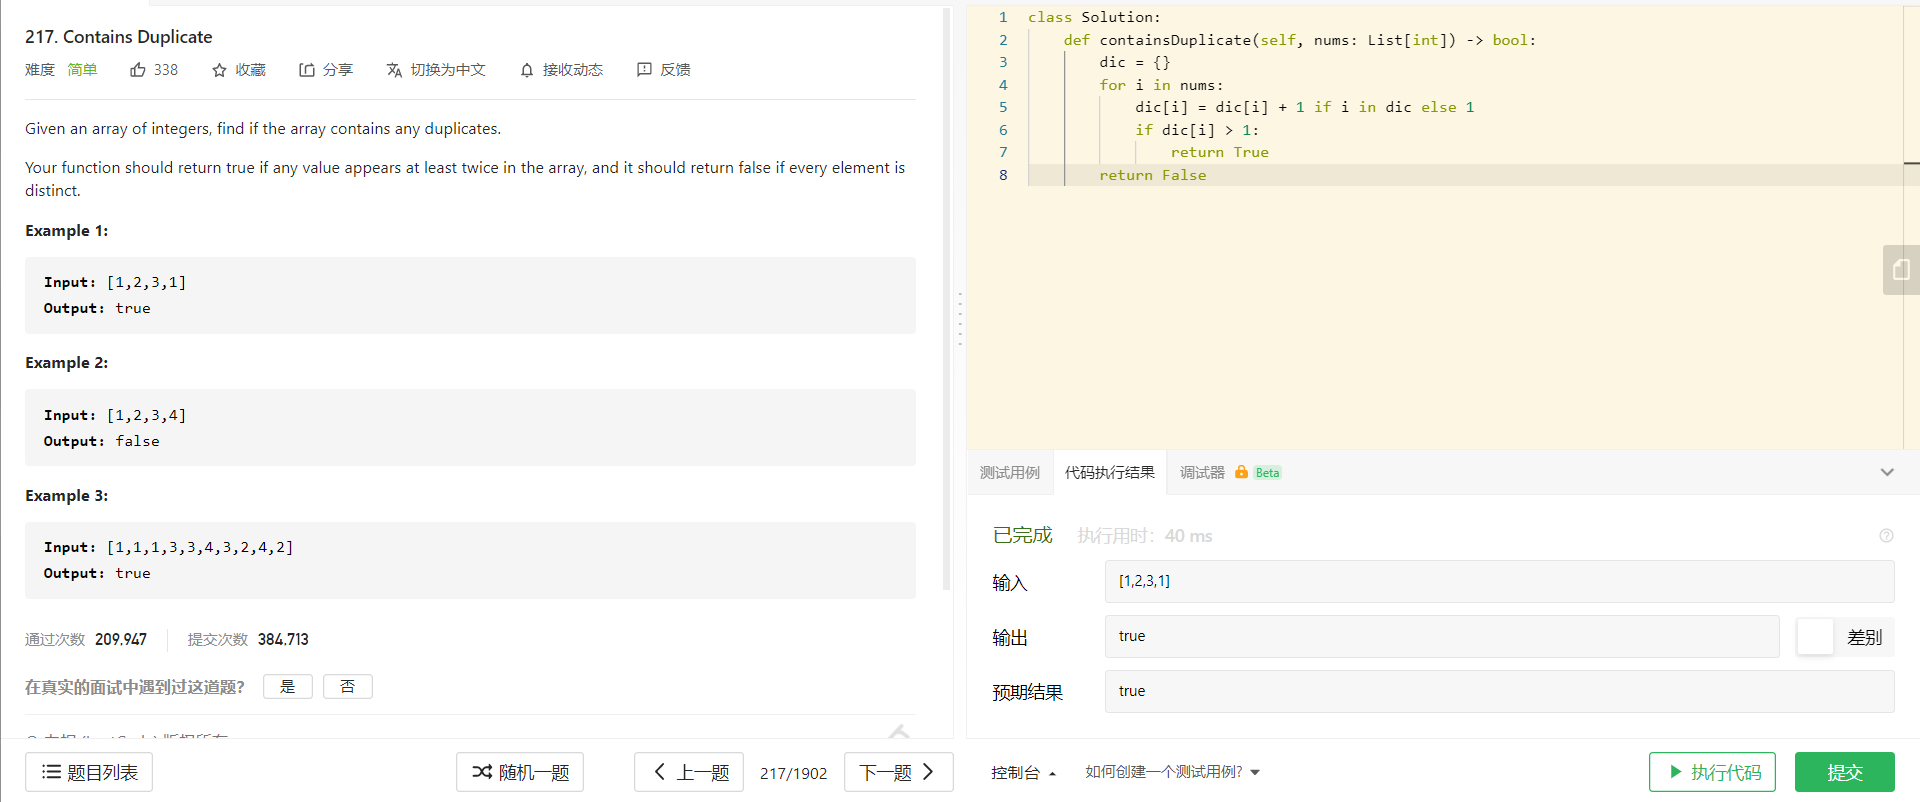 217. Contains Duplicate
难度 简单 338 收藏 分享 切换为中文 接收动态 反馈
Given an array of integers, find if the array contains any duplicates.
Your function should return true if any value appears at least twice in the array, and it should return false if every element is
distinct.
Example 1:
Input: [1,2,3,1]
Output: true
Example 2:
Input: [1,2,3,4]
Output: false
Example 3:
Input: [1,1,1,3,3,4,3,2,4,2]
Output: true
通过次数 209,947 提交次数 384,713
在真实的面试中遇到过这道题? 是 否
题目列表 随机一题 上一题 217/1902 下一题
1 class Solution:
2 def containsDuplicate(self, nums: List[int]) -> bool:
3 dic = {}
4 for i in nums:
5 dic[i] = dic[i] + 1 if i in dic else 1
6 if dic[i] > 1:
7 return True
8 return False
测试用例 代码执行结果 调试器 Beta
已完成 执行用时: 40 ms
输入 [1,2,3,1]
输出 true 差别
预期结果 true
控制台 如何创建一个测试用例? 执行代码 提交